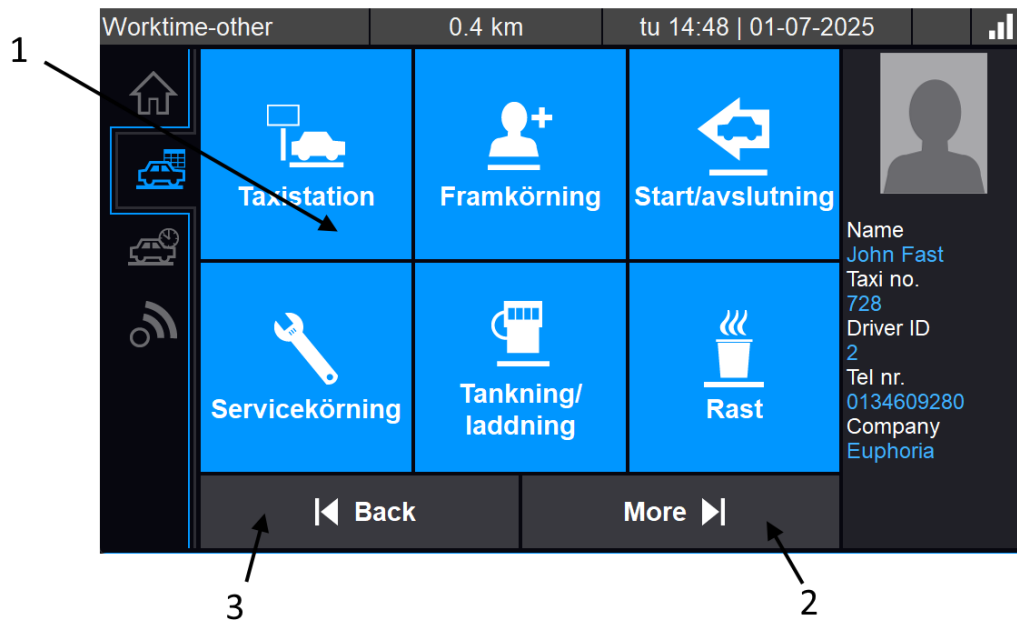 Worktime-other 0.4 km tu 14:48 | 01-07-2025
1
Taxistation Framkörning Start/avslutning
Servicekörning Tankning/ Rast
laddning
Name
John Fast
Taxi no.
728
Driver ID
2
Tel nr.
0134609280
Company
Euphoria
Back More
3 2